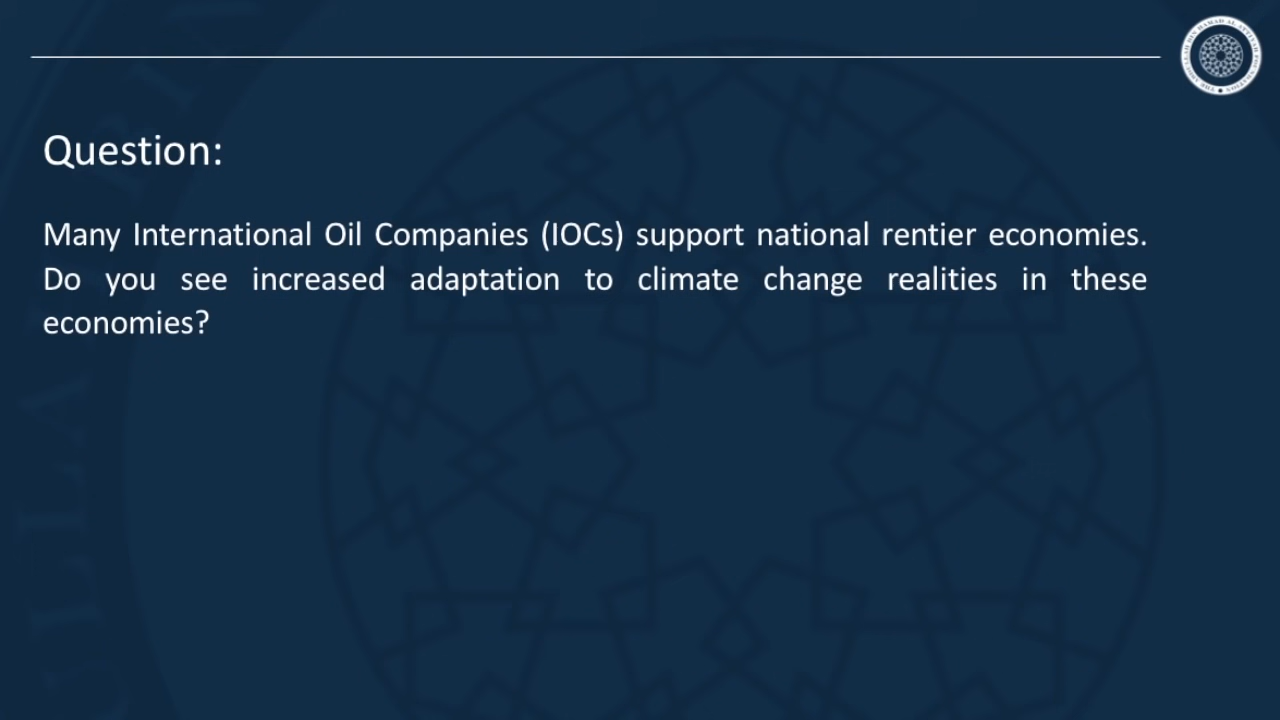 Question:
Many International Oil Companies (IOCs) support national rentier economies.
Do you see increased adaptation to climate change realities in these
economies?